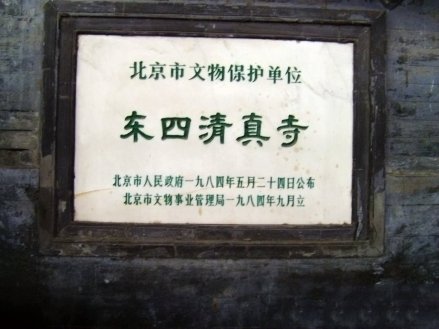 北京市文物保护单位
东四清真寺
北京市人民政府一九八四年五月二十四日公布
北京市文物事业管理局一九八四年九月立